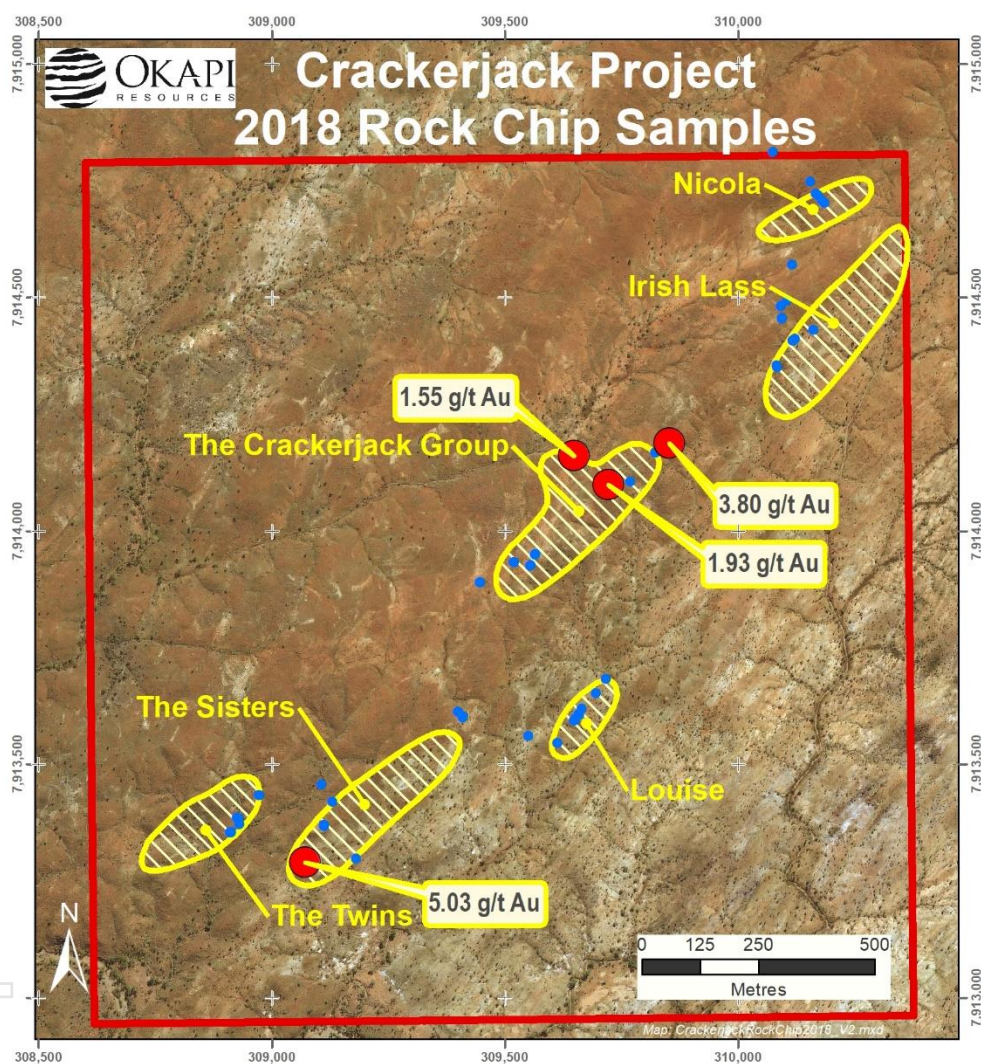 308,500
309,000
309,500
310,000
7,915,000
7,915,000
OKAPI
RESOURCES
Crackerjack Project
2018 Rock Chip Samples
Nicola
7,914,500
Irish Lass
7,914,500
1.55 g/t Au
The Crackerjack Group
3.80 g/t Au
7,914,000
7,914,000
1.93 g/t Au
The Sisters
7,913,500
Louise
7,913,500
The Twins
5.03 g/t Au
N
0 125 250 500
Metres
7,913,000
7,913,000
Map: CrackerjackRockChip2018_V2.mxd
308,500
309,000
309,500
310,000